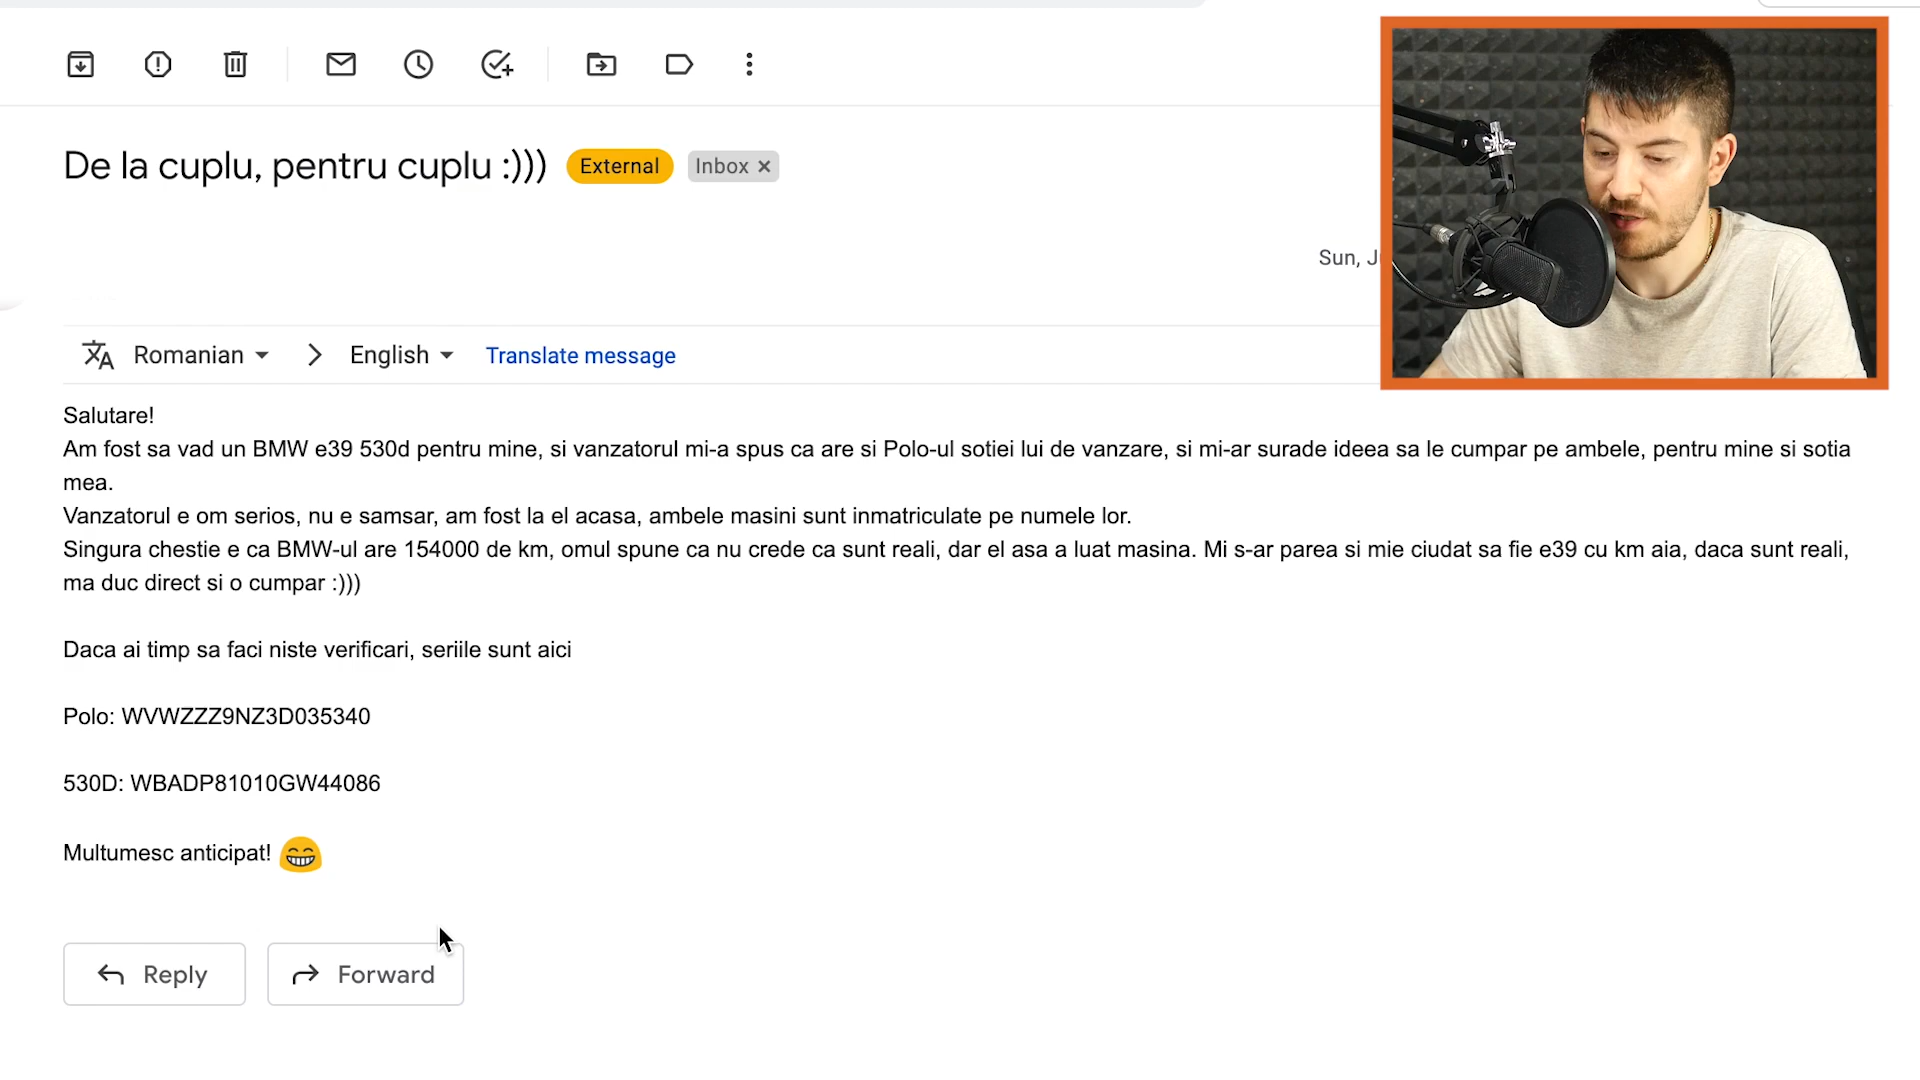 De la cuplu, pentru cuplu :))) External Inbox ×
Sun,
Romanian > English Translate message
Salutare!
Am fost sa vad un BMW e39 530d pentru mine, si vanzatorul mi-a spus ca are si Polo-ul sotiei lui de vanzare, si mi-ar surade ideea sa le cumpar pe ambele, pentru mine si sotia
mea.
Vanzatorul e om serios, nu e samsar, am fost la el acasa, ambele masini sunt inmatriculate pe numele lor.
Singura chestie e ca BMW-ul are 154000 de km, omul spune ca nu crede ca sunt reali, dar el asa a luat masina. Mi s-ar parea si mie ciudat sa fie e39 cu km aia, daca sunt reali,
ma duc direct si o cumpar :)))
Daca ai timp sa faci niste verificari, seriile sunt aici
Polo: WVWZZZ9NZ3D035340
530D: WBADP81010GW44086
Multumesc anticipat! 😁
Reply Forward